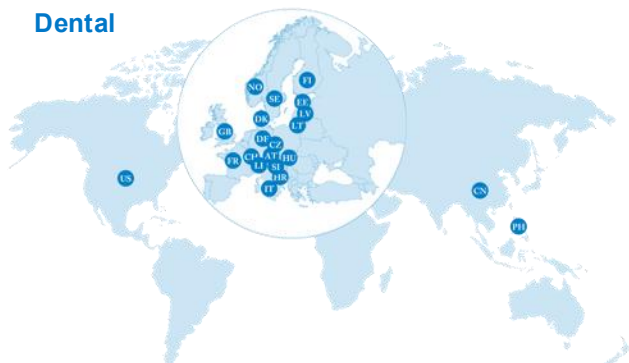 Dental
NO
FI
SE
EE
LV
DK
LT
GB
DE
CZ
FR
CH
AT
HU
LI
SI
HR
IT
US
CN
PH